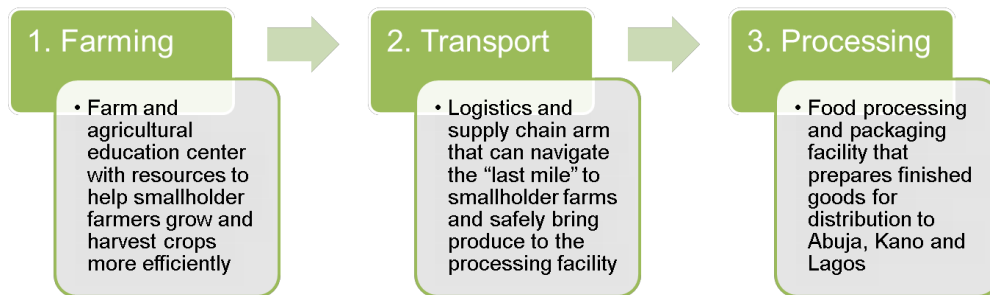 1. Farming
• Farm and
agricultural
education center
with resources to
help smallholder
farmers grow and
harvest crops
more efficiently
2. Transport
• Logistics and
supply chain arm
that can navigate
the “last mile” to
smallholder farms
and safely bring
produce to the
processing facility
3. Processing
• Food processing
and packaging
facility that
prepares finished
goods for
distribution to
Abuja, Kano and
Lagos